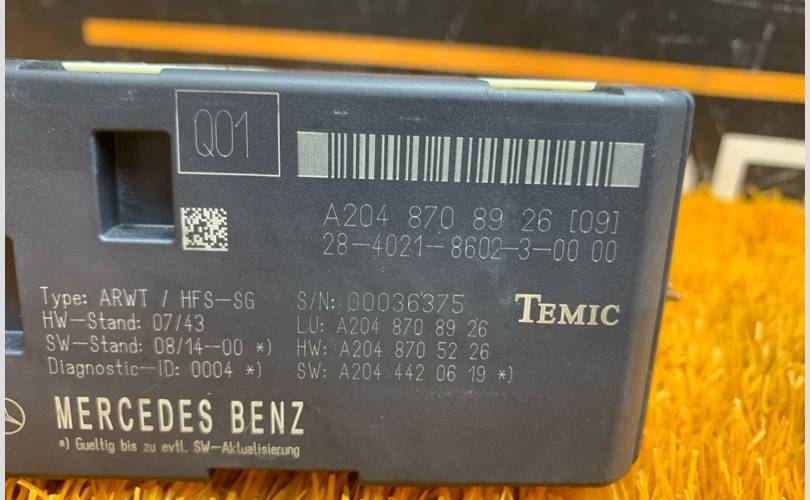 Q01
A204 870 89 26 [09]
28-4021-8602-3-00 00
Type: ARWT / HFS-SG
HW-Stand: 07/43
SW-Stand: 08/14-00 *)
Diagnostic-ID: 0004 *)
S/N: 00036375
LU: A204 870 89 26
HW: A204 870 52 26
SW: A204 442 06 19 *)
TEMIC
MERCEDES BENZ
*) Gueltig bis zu evtl. SW-Aktualisierung